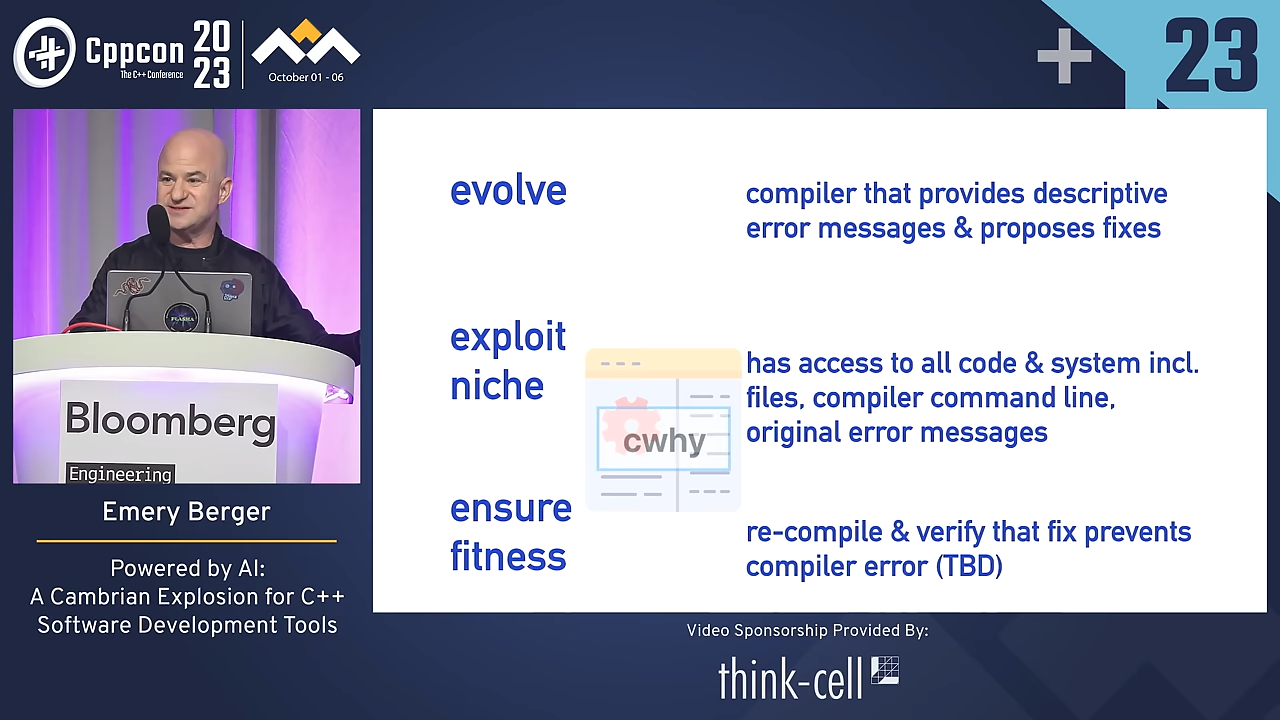 Cppcon
The C++ Conference
20
23
October 01 - 06
23
evolve
compiler that provides descriptive
error messages & proposes fixes
exploit
niche
has access to all code & system incl.
files, compiler command line,
original error messages
cwhy
ensure
fitness
re-compile & verify that fix prevents
compiler error (TBD)
PLASMA
Bloomberg
Engineering
Emery Berger
Powered by AI:
A Cambrian Explosion for C++
Software Development Tools
Video Sponsorship Provided By:
think-cell